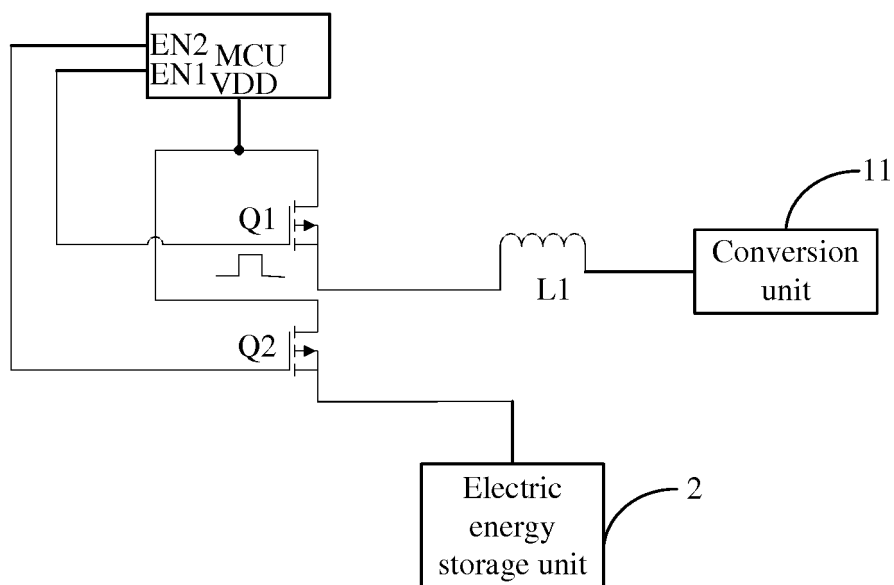 EN2
MCU
EN1
VDD
11
Q1
Conversion
unit
L1
Q2
Electric
energy
storage unit
2